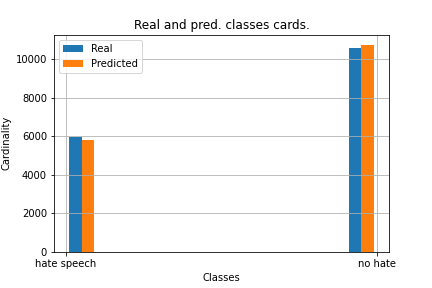 Real and pred. classes cards.
Real
Predicted
10000
8000
6000
4000
2000
0
Cardinality
hate speech
no hate
Classes